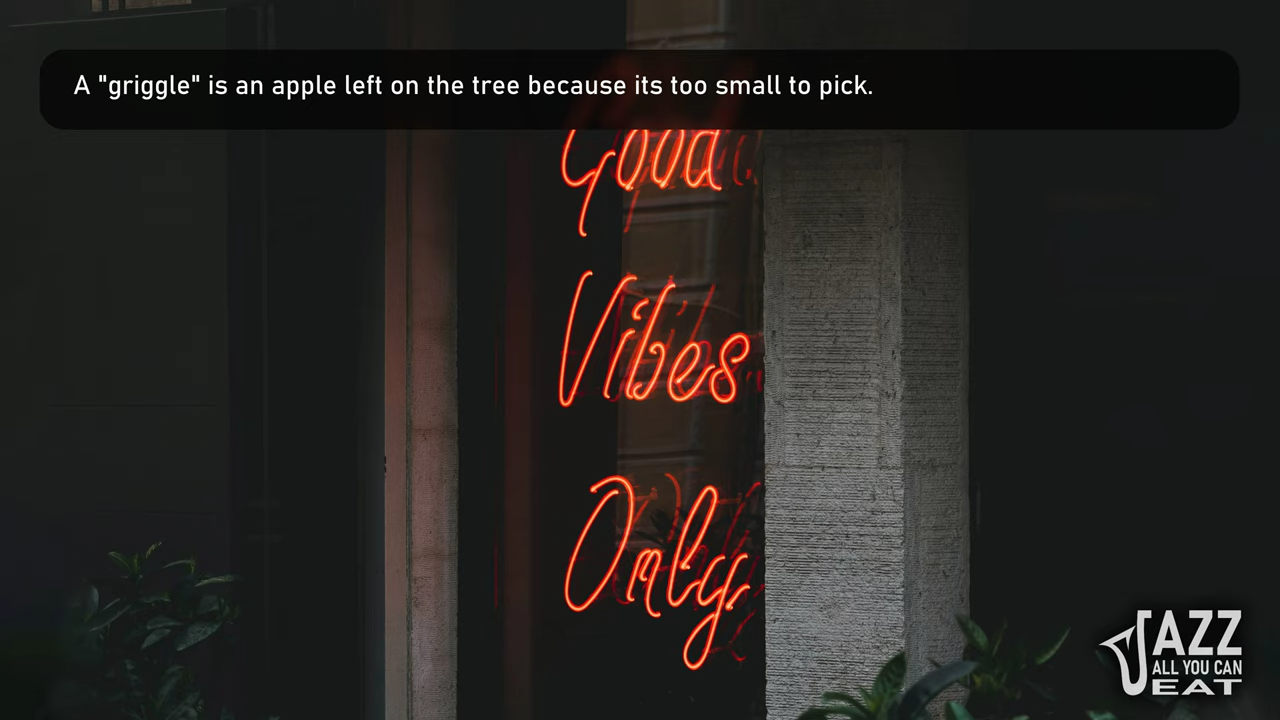 A "griggle" is an apple left on the tree because its too small to pick.
Good
Vibes
Only
JAZZ
ALL YOU CAN
EAT